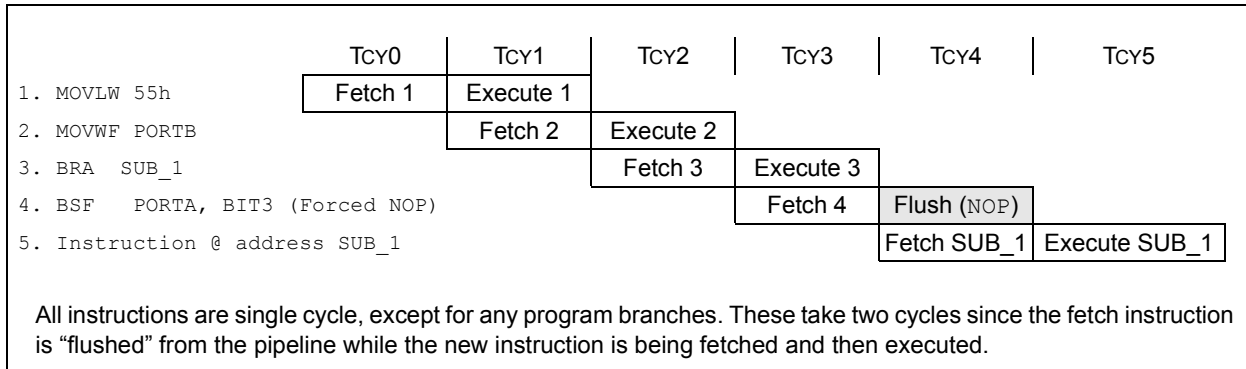 TCY0 TCY1 TCY2 TCY3 TCY4 TCY5
1. MOVLW 55h Fetch 1 Execute 1
2. MOVWF PORTB Fetch 2 Execute 2
3. BRA SUB_1 Fetch 3 Execute 3
4. BSF PORTA, BIT3 (Forced NOP) Fetch 4 Flush (NOP)
5. Instruction @ address SUB_1 Fetch SUB_1 Execute SUB_1
All instructions are single cycle, except for any program branches. These take two cycles since the fetch instruction
is “flushed” from the pipeline while the new instruction is being fetched and then executed.